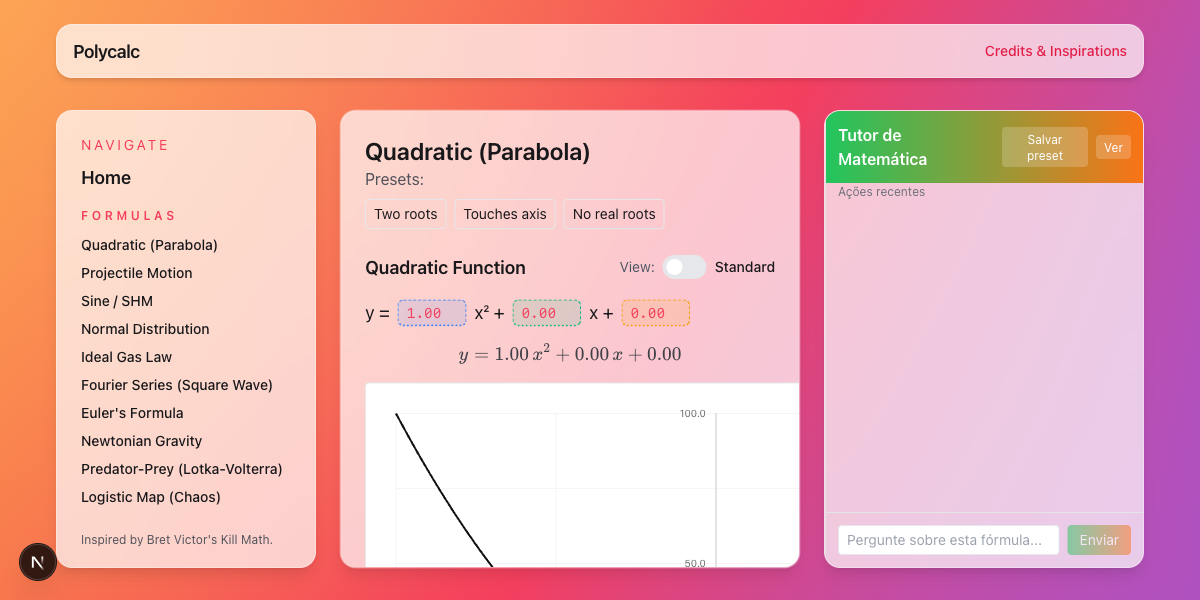 Polycalc
Credits & Inspirations
NAVIGATE
Home
FORMULAS
Quadratic (Parabola)
Projectile Motion
Sine / SHM
Normal Distribution
Ideal Gas Law
Fourier Series (Square Wave)
Euler's Formula
Newtonian Gravity
Predator-Prey (Lotka-Volterra)
Logistic Map (Chaos)
Inspired by Bret Victor's Kill Math.
N
Quadratic (Parabola)
Presets:
Two roots Touches axis No real roots
Quadratic Function View: Standard
y = 1.00 x² + 0.00 x + 0.00
y = 1.00 x² + 0.00 x + 0.00
100.0
50.0
Tutor de
Matemática
Salvar
preset
Ver
Ações recentes
Pergunte sobre esta fórmula...
Enviar